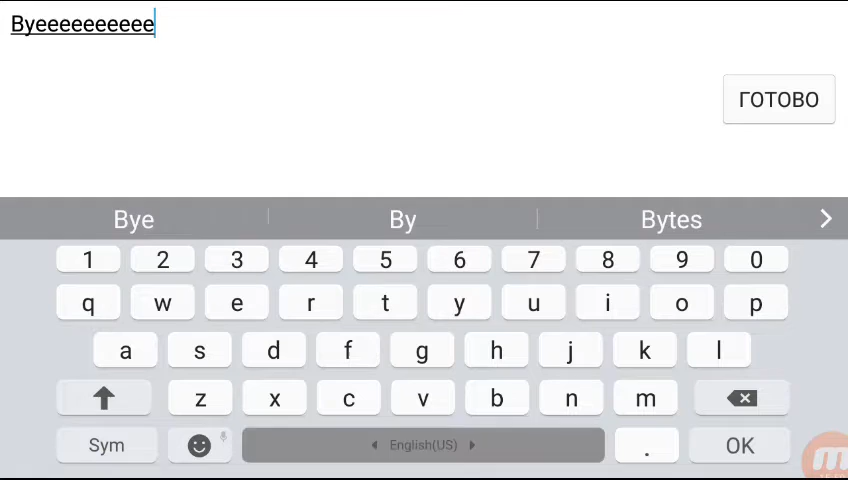 Byeeeeeeeeee
ГОТОВО
Bye By Bytes
1 2 3 4 5 6 7 8 9 0
q w e r t y u i o p
a s d f g h j k l
z x c v b n m
Sym English(US) . OK